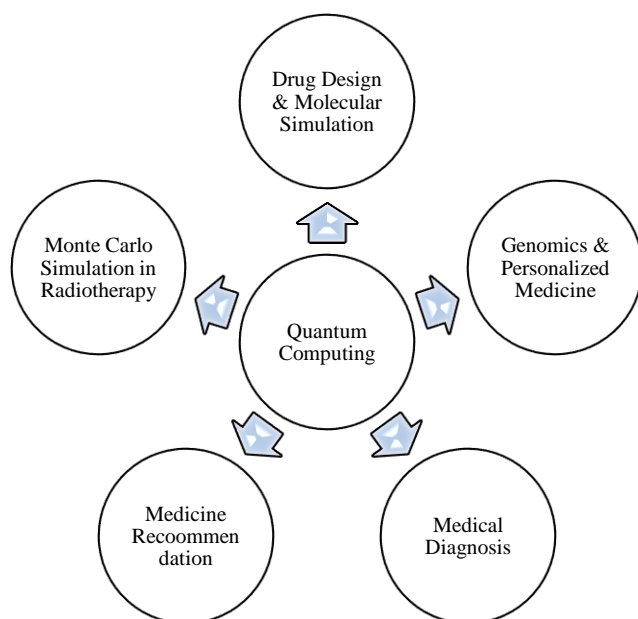 Drug Design
& Molecular
Simulation
Monte Carlo
Simulation in
Radiotherapy
Genomics &
Personalized
Medicine
Quantum
Computing
Medicine
Recoommen
dation
Medical
Diagnosis